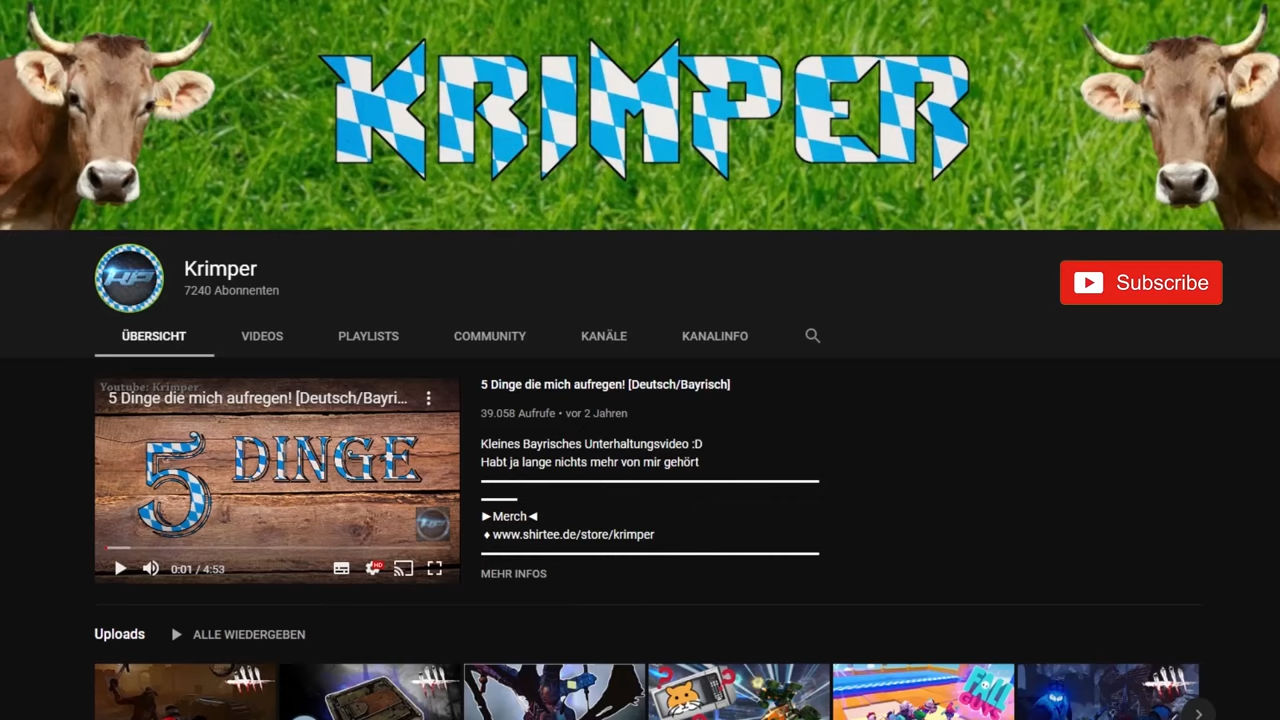 KRIMPER
Krimper
7240 Abonnenten
Subscribe
ÜBERSICHT VIDEOS PLAYLISTS COMMUNITY KANÄLE KANALINFO
Youtube: Krimper
5 Dinge die mich aufregen! [Deutsch/Bayri...
5 DINGE
0:01 / 4:53
HD
5 Dinge die mich aufregen! [Deutsch/Bayrisch]
39.058 Aufrufe • vor 2 Jahren
Kleines Bayrisches Unterhaltungsvideo :D
Habt ja lange nichts mehr von mir gehört
►Merch◄
♦ www.shirtee.de/store/krimper
MEHR INFOS
Uploads ALLE WIEDERGEBEN
FALL
GUYS